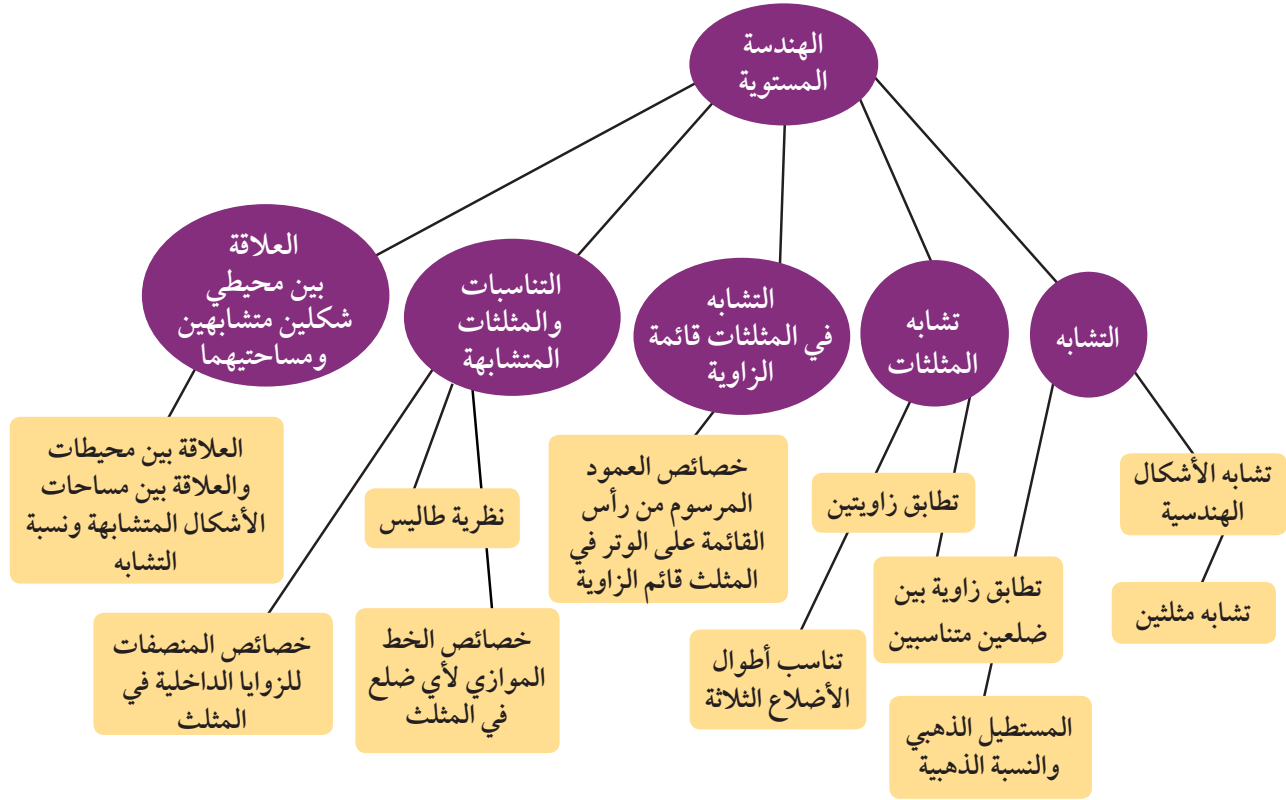 الهندسة
المستوية
التشابه
تشابه
المثلثات
التشابه
في المثلثات قائمة
الزاوية
التناسبات
والمثلثات
المتشابهة
العلاقة
بين محيطي
شكلين متشابهين
ومساحتيهما
تشابه الأشكال
الهندسية
تشابه مثلثين
تطابق زاوية بين
ضلعين متناسبين
المستطيل الذهبي
والنسبة الذهبية
تطابق زاويتين
تناسب أطوال
الأضلاع الثلاثة
خصائص العمود
المرسوم من رأس
القائمة على الوتر في
المثلث قائم الزاوية
نظرية طاليس
خصائص الخط
الموازي لأي ضلع
في المثلث
خصائص المنصفات
للزوايا الداخلية في
المثلث
العلاقة بين محيطات
والعلاقة بين مساحات
الأشكال المتشابهة ونسبة
التشابه